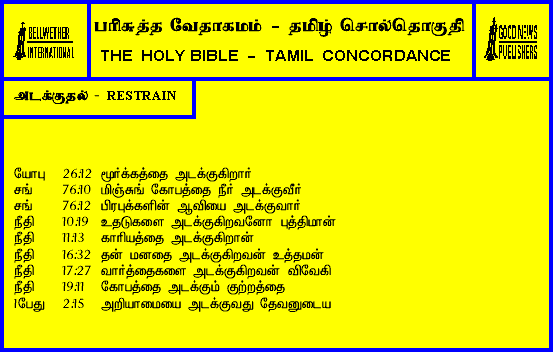 BELLWETHER
INTERNATIONAL
பரிசுத்த வேதாகமம் - தமிழ் சொல்தொகுதி
THE HOLY BIBLE - TAMIL CONCORDANCE
GOOD NEWS
PUBLISHERS
அடக்குதல் - RESTRAIN
யோபு 26:12 மூர்க்கத்தை அடக்குகிறார்
சங் 76:10 மிஞ்சுங் கோபத்தை நீர் அடக்குவீர்
சங் 76:12 பிரபுக்களின் ஆவியை அடக்குவார்
நீதி 10:19 உதடுகளை அடக்குகிறவனோ புத்திமான்
நீதி 11:13 காரியத்தை அடக்குகிறான்
நீதி 16:32 தன் மனதை அடக்குகிறவன் உத்தமன்
நீதி 17:27 வார்த்தைகளை அடக்குகிறவன் விவேகி
நீதி 19:11 கோபத்தை அடக்கும் குற்றத்தை
1பேது 2:15 அறியாமையை அடக்குவது தேவனுடைய